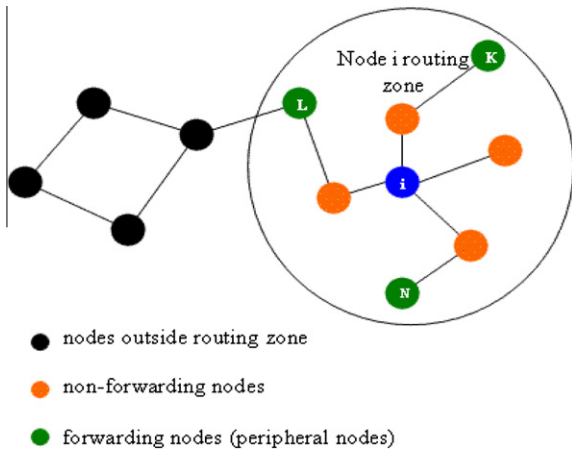 Node i routing
zone
K
L
i
N
nodes outside routing zone
non-forwarding nodes
forwarding nodes (peripheral nodes)